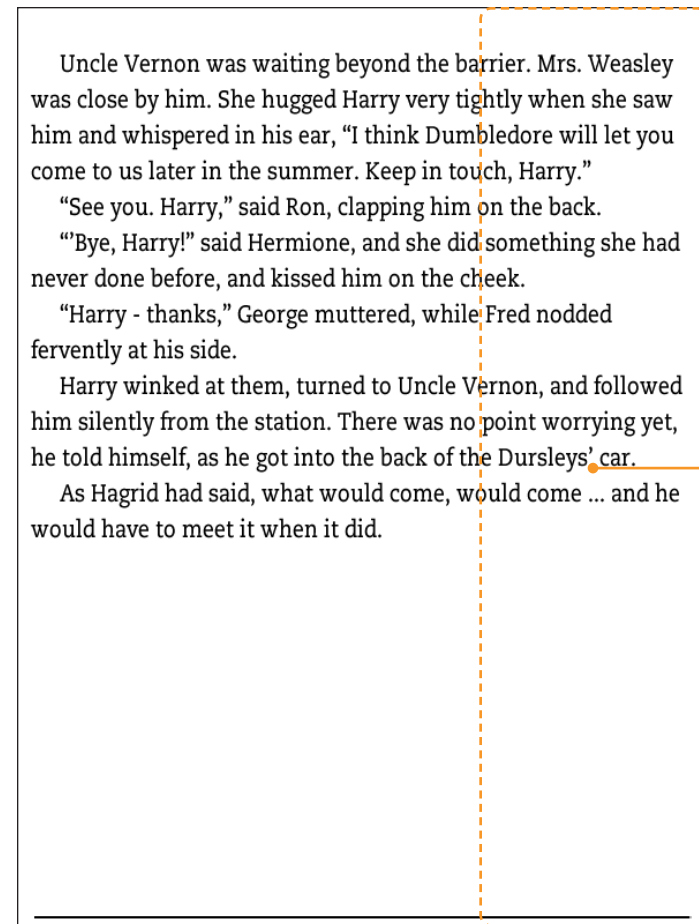 Uncle Vernon was waiting beyond the barrier. Mrs. Weasley
was close by him. She hugged Harry very tightly when she saw
him and whispered in his ear, “I think Dumbledore will let you
come to us later in the summer. Keep in touch, Harry.”
“See you. Harry,” said Ron, clapping him on the back.
“’Bye, Harry!” said Hermione, and she did something she had
never done before, and kissed him on the cheek.
“Harry - thanks,” George muttered, while Fred nodded
fervently at his side.
Harry winked at them, turned to Uncle Vernon, and followed
him silently from the station. There was no point worrying yet,
he told himself, as he got into the back of the Dursleys’ car.
As Hagrid had said, what would come, would come ... and he
would have to meet it when it did.